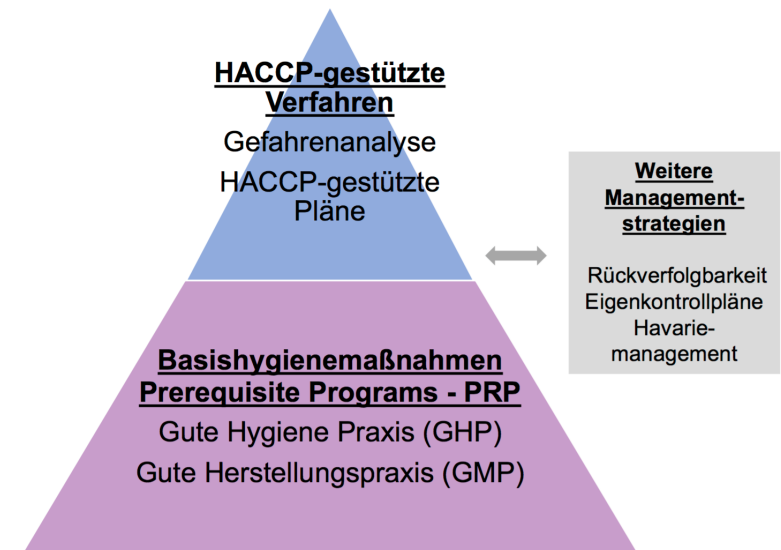 HACCP-gestützte
Verfahren
Gefahrenanalyse
HACCP-gestützte
Pläne
Weitere
Management-
strategien
Rückverfolgbarkeit
Eigenkontrollpläne
Havarie-
management
Basishygienemaßnahmen
Prerequisite Programs - PRP
Gute Hygiene Praxis (GHP)
Gute Herstellungspraxis (GMP)